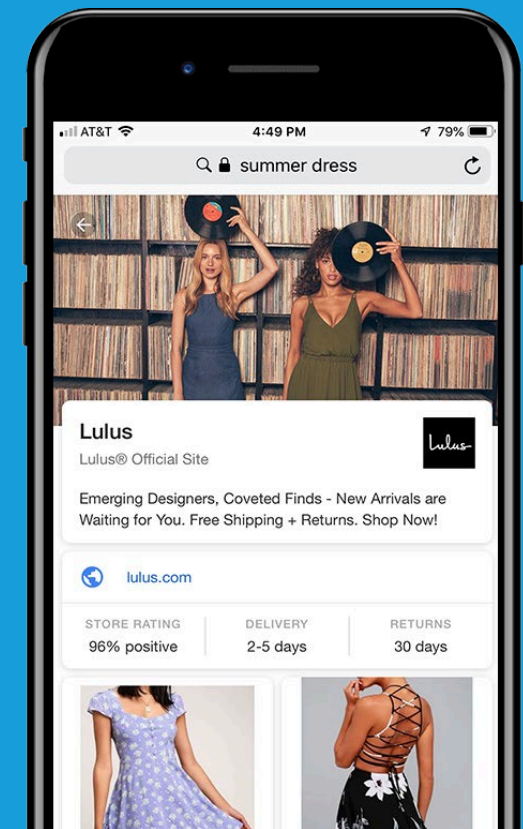 AT&T 4:49 PM 79%
summer dress
Lulus
Lulus® Official Site
Lulus
Emerging Designers, Coveted Finds - New Arrivals are
Waiting for You. Free Shipping + Returns. Shop Now!
lulus.com
STORE RATING DELIVERY RETURNS
96% positive 2-5 days 30 days